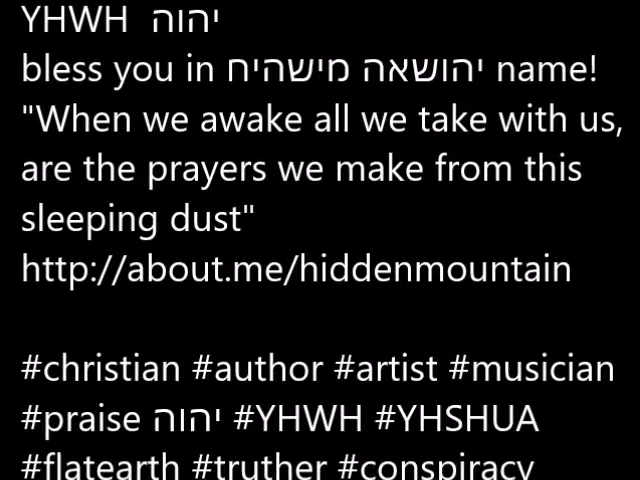 YHWH יהוה
bless you in יהושאה מישהיח name!
"When we awake all we take with us,
are the prayers we make from this
sleeping dust"
http://about.me/hiddenmountain
#christian #author #artist #musician
#praise יהוה #YHWH #YHSHUA
#flatearth #truther #conspiracy